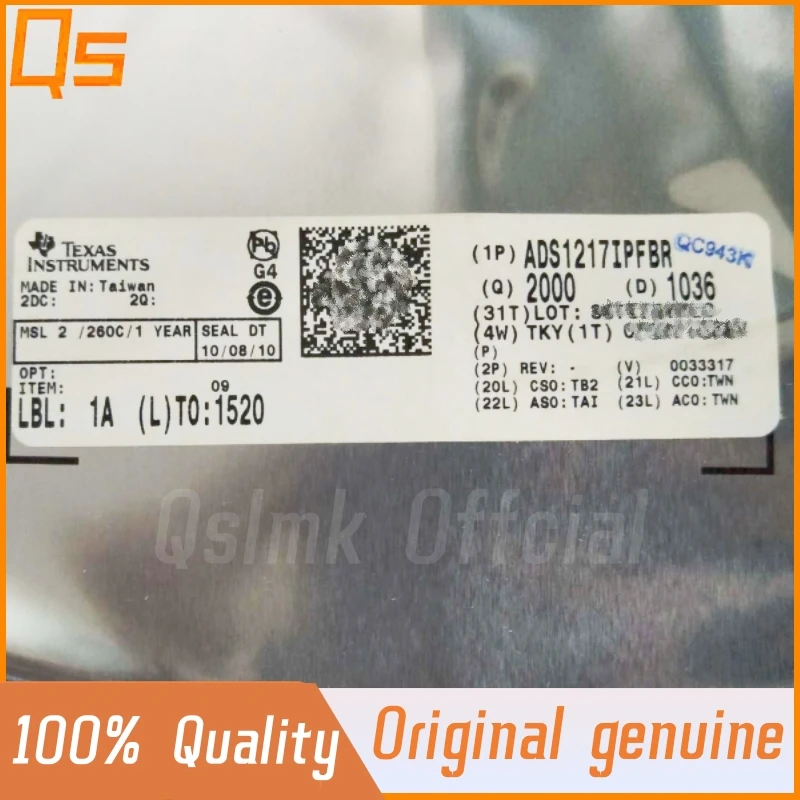 Qs
TEXAS
INSTRUMENTS
MADE IN: Taiwan
2DC: 2Q:
Pb
G4
e
MSL 2 /260C/1 YEAR
SEAL DT
10/08/10
OPT:
ITEM: 09
LBL: 1A (L)TO:1520
(1P) ADS1217IPFBR
QC943K
(Q) 2000 (D) 1036
(31T)LOT:
(4W) TKY(1T)
(P)
(2P) REV: - (V) 0033317
(20L) CSO:TB2 (21L) CCO:TWN
(22L) ASO:TAI (23L) ACO:TWN
Qslmk Offcial
100% Quality
Original genuine